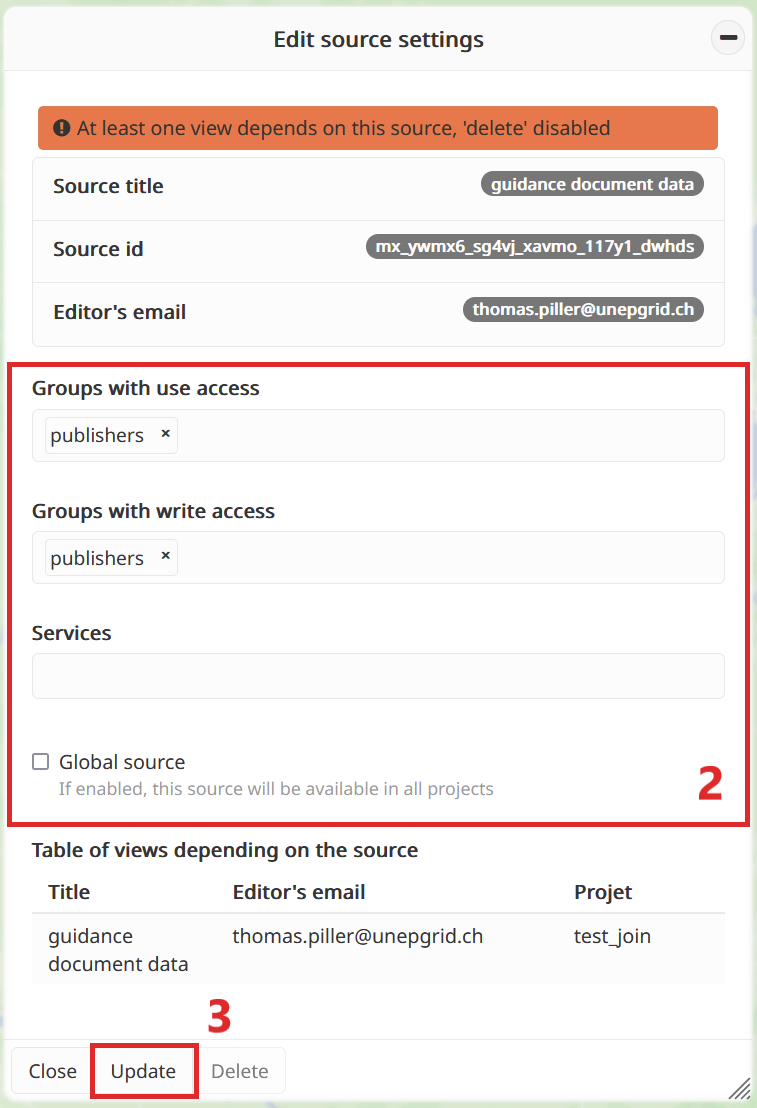 Edit source settings
At least one view depends on this source, 'delete' disabled
Source title
guidance document data
Source id
mx_ywmx6_sg4vj_xavmo_117y1_dwhds
Editor's email
thomas.piller@unepgrid.ch
Groups with use access
publishers ×
Groups with write access
publishers ×
Services
Global source
If enabled, this source will be available in all projects
2
Table of views depending on the source
Title Editor's email Projet
guidance thomas.piller@unepgrid.ch test_join
document data
3
Close Update Delete